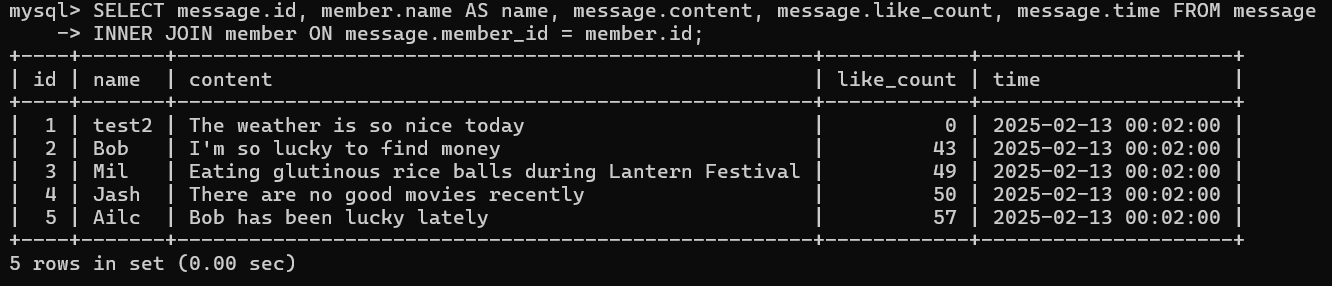 mysql> SELECT message.id, member.name AS name, message.content, message.like_count, message.time FROM message
    -> INNER JOIN member ON message.member_id = member.id;
+----+-------+-----------------------------------------------------+------------+---------------------+
| id | name  | content                                             | like_count | time                |
+----+-------+-----------------------------------------------------+------------+---------------------+
|  1 | test2 | The weather is so nice today                        |          0 | 2025-02-13 00:02:00 |
|  2 | Bob   | I'm so lucky to find money                          |         43 | 2025-02-13 00:02:00 |
|  3 | Mil   | Eating glutinous rice balls during Lantern Festival |         49 | 2025-02-13 00:02:00 |
|  4 | Jash  | There are no good movies recently                   |         50 | 2025-02-13 00:02:00 |
|  5 | Ailc  | Bob has been lucky lately                           |         57 | 2025-02-13 00:02:00 |
+----+-------+-----------------------------------------------------+------------+---------------------+
5 rows in set (0.00 sec)